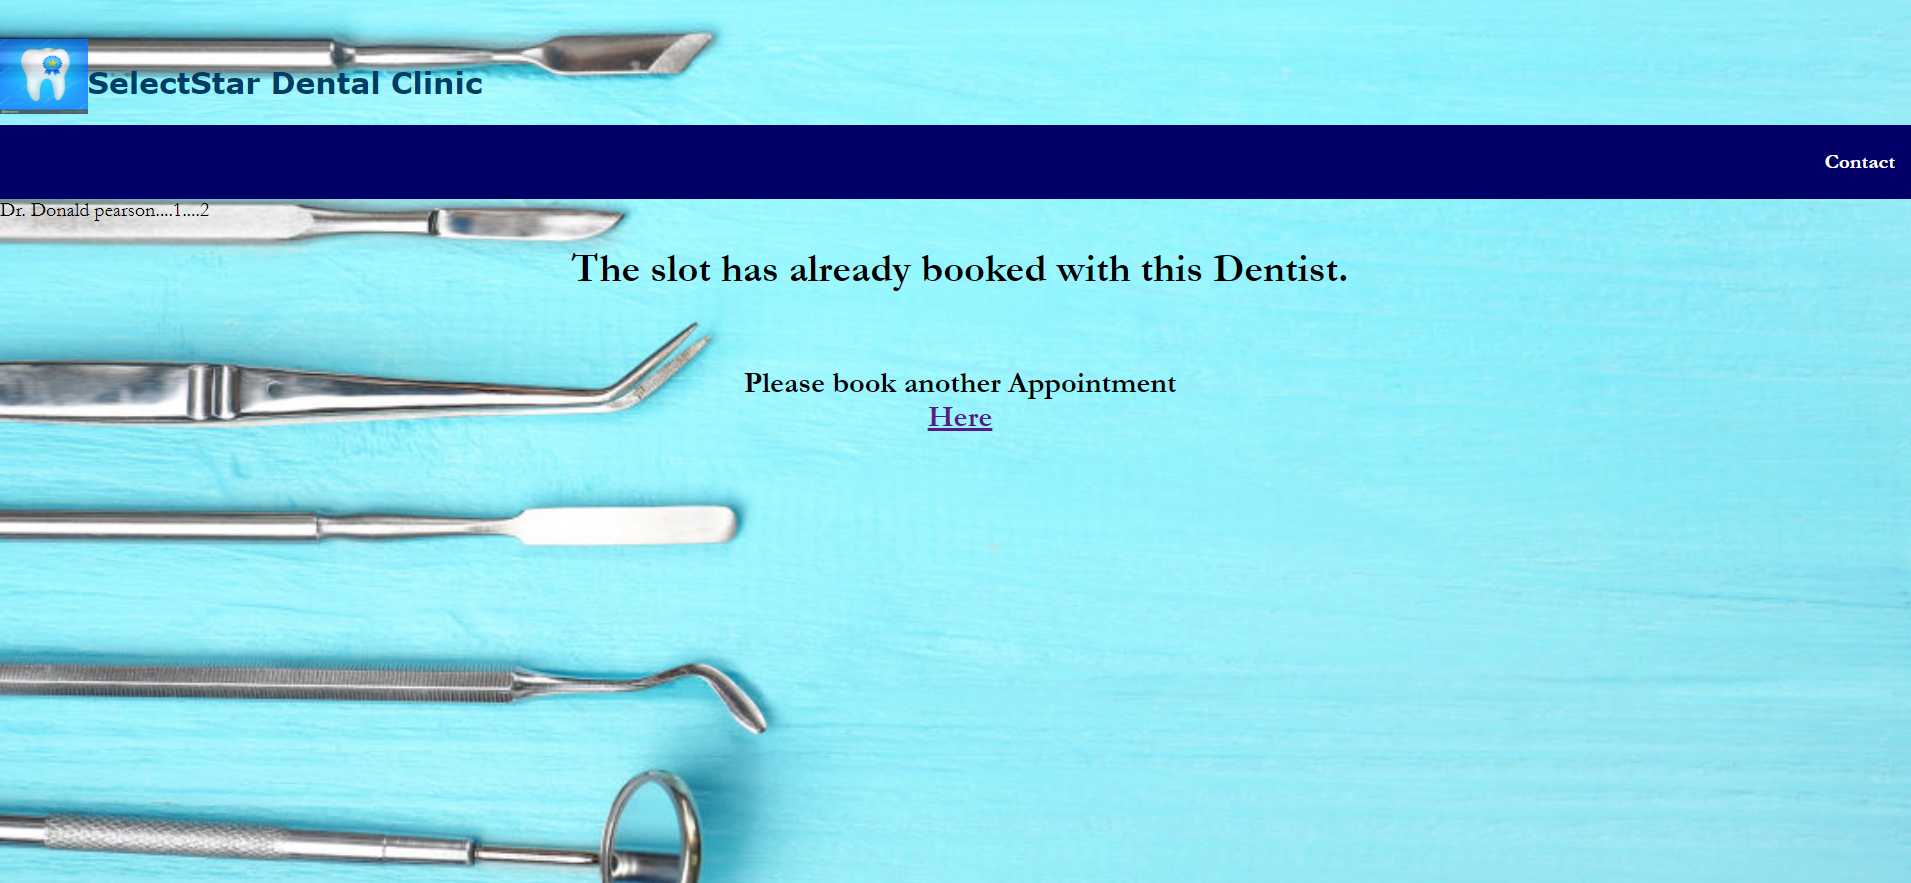 SelectStar Dental Clinic
Contact
Dr. Donald pearson....1....2
The slot has already booked with this Dentist.
Please book another Appointment
Here